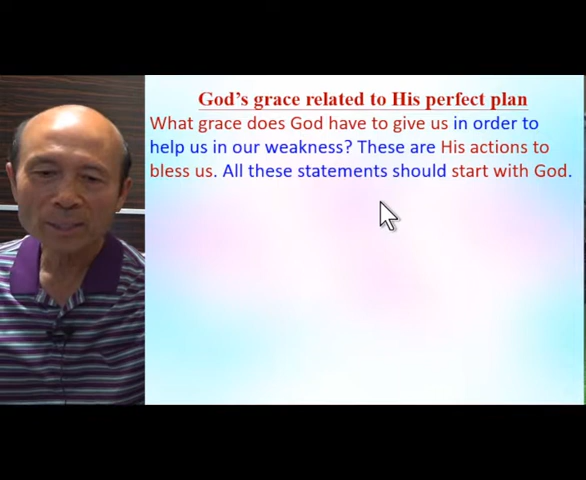 God's grace related to His perfect plan
What grace does God have to give us in order to
help us in our weakness? These are His actions to
bless us. All these statements should start with God.